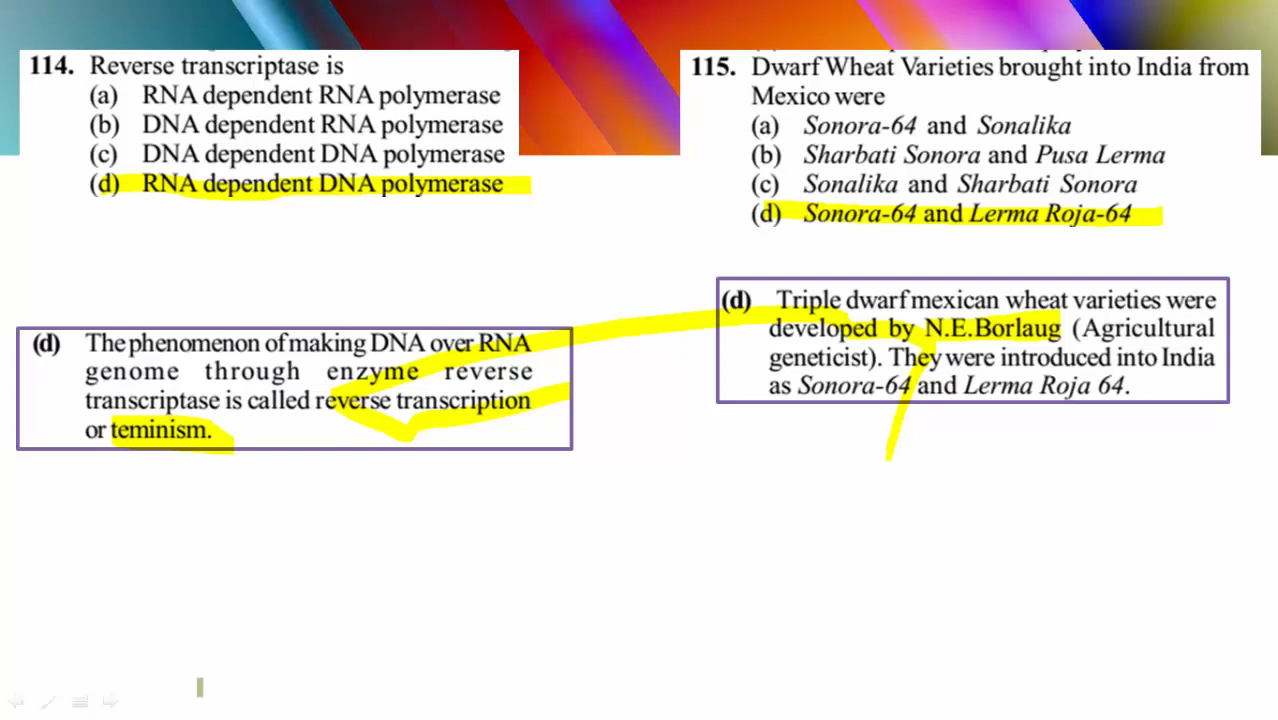 114. Reverse transcriptase is
(a) RNA dependent RNA polymerase
(b) DNA dependent RNA polymerase
(c) DNA dependent DNA polymerase
(d) RNA dependent DNA polymerase
(d) The phenomenon of making DNA over RNA
genome through enzyme reverse
transcriptase is called reverse transcription
or teminism.
115. Dwarf Wheat Varieties brought into India from
Mexico were
(a) Sonora-64 and Sonalika
(b) Sharbati Sonora and Pusa Lerma
(c) Sonalika and Sharbati Sonora
(d) Sonora-64 and Lerma Roja-64
(d) Triple dwarf mexican wheat varieties were
developed by N.E.Borlaug (Agricultural
geneticist). They were introduced into India
as Sonora-64 and Lerma Roja 64.